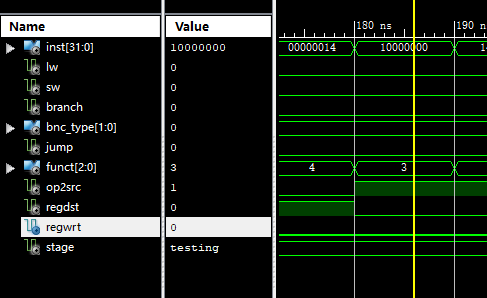 Name Value
180 ns 190 ns
inst[31:0] 10000000 00000014 10000000
lw 0
sw 0
branch 0
bnc_type[1:0] 0
jump 0
funct[2:0] 3 4 3
op2src 1
regdst 0
regwrt 0
stage testing